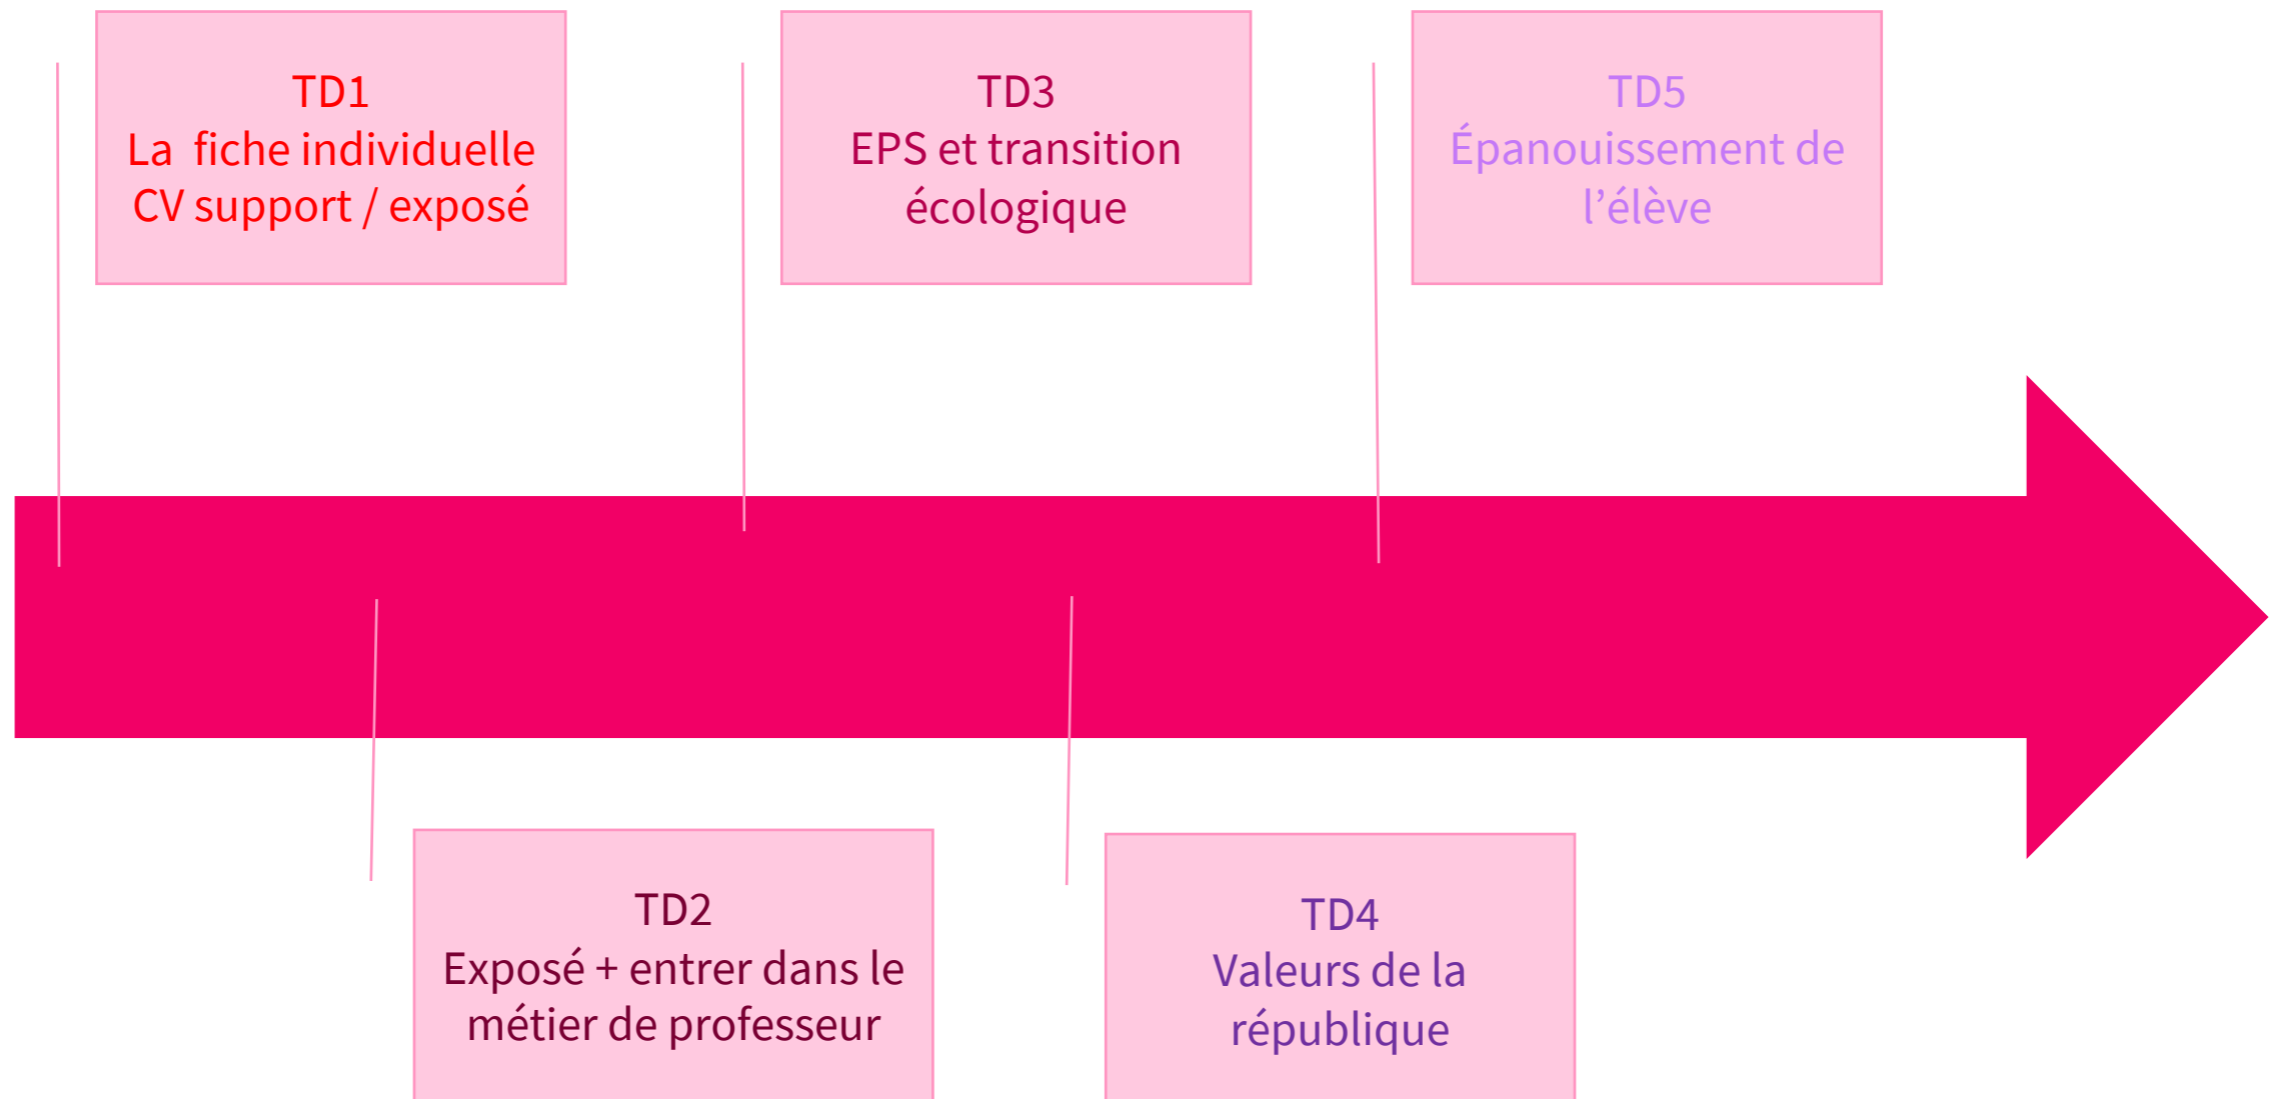 TD1
La  fiche individuelle
CV support / exposé
TD3
EPS et transition
écologique
TD5
Épanouissement de
l’élève
TD2
Exposé + entrer dans le
métier de professeur
TD4
Valeurs de la
république